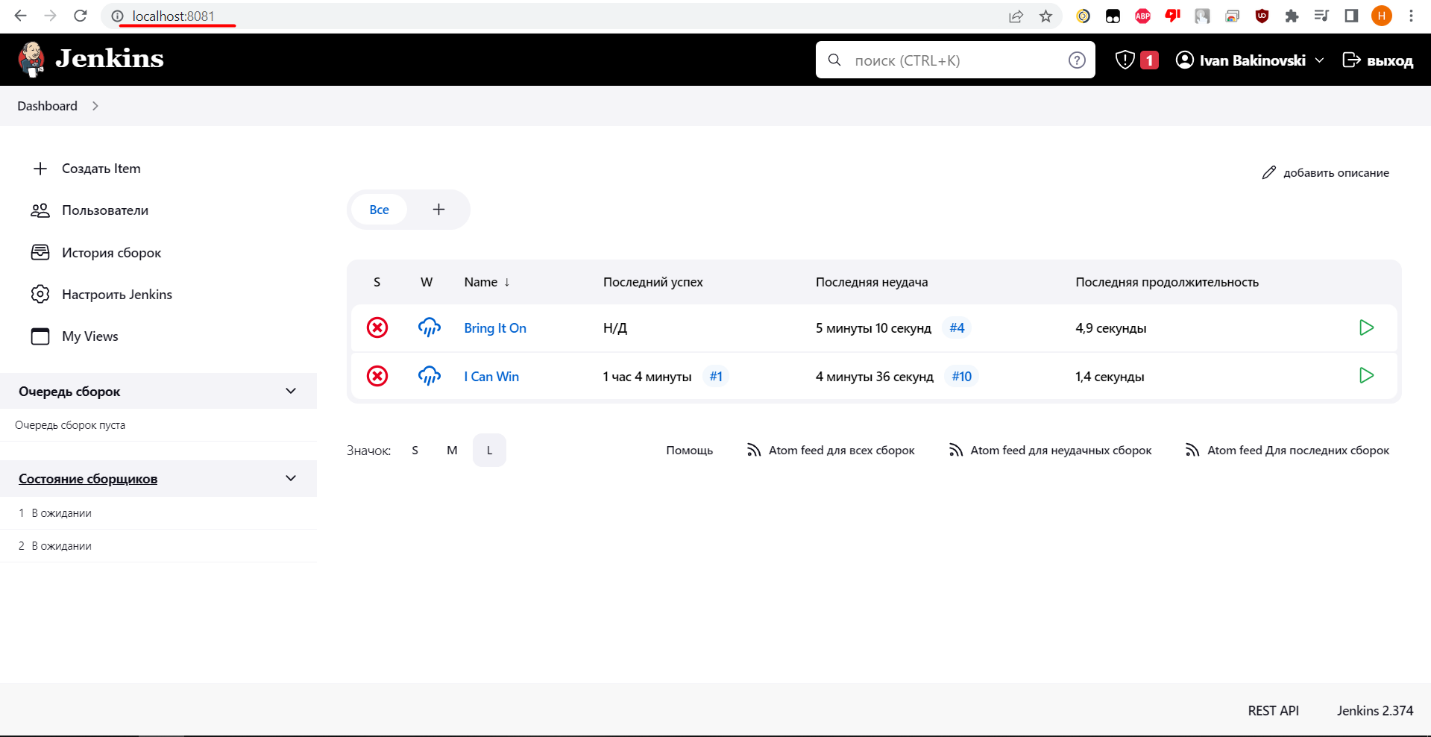 localhost:8081
ABP
H
Jenkins
поиск (CTRL+K)
1
Ivan Bakinovski
выход
Dashboard
Создать Item
Пользователи
История сборок
Настроить Jenkins
My Views
Очередь сборок
Очередь сборок пуста
Состояние сборщиков
1 В ожидании
2 В ожидании
добавить описание
Все
S W Name ↓ Последний успех Последняя неудача Последняя продолжительность
Bring It On Н/Д 5 минуты 10 секунд #4 4,9 секунды
I Can Win 1 час 4 минуты #1 4 минуты 36 секунд #10 1,4 секунды
Значок: S M L Помощь Atom feed для всех сборок Atom feed для неудачных сборок Atom feed Для последних сборок
REST API Jenkins 2.374